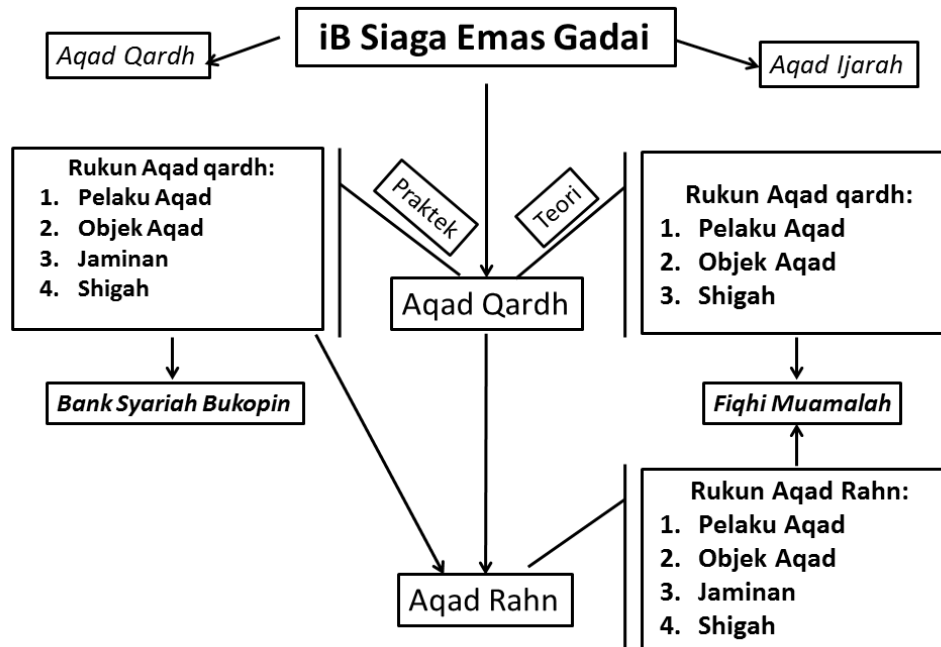 iB Siaga Emas Gadai
Aqad Qardh
Aqad Ijarah
Rukun Aqad qardh:
1. Pelaku Aqad
2. Objek Aqad
3. Jaminan
4. Shigah
Praktek
Teori
Rukun Aqad qardh:
1. Pelaku Aqad
2. Objek Aqad
3. Shigah
Aqad Qardh
Bank Syariah Bukopin
Fiqhi Muamalah
Aqad Rahn
Rukun Aqad Rahn:
1. Pelaku Aqad
2. Objek Aqad
3. Jaminan
4. Shigah